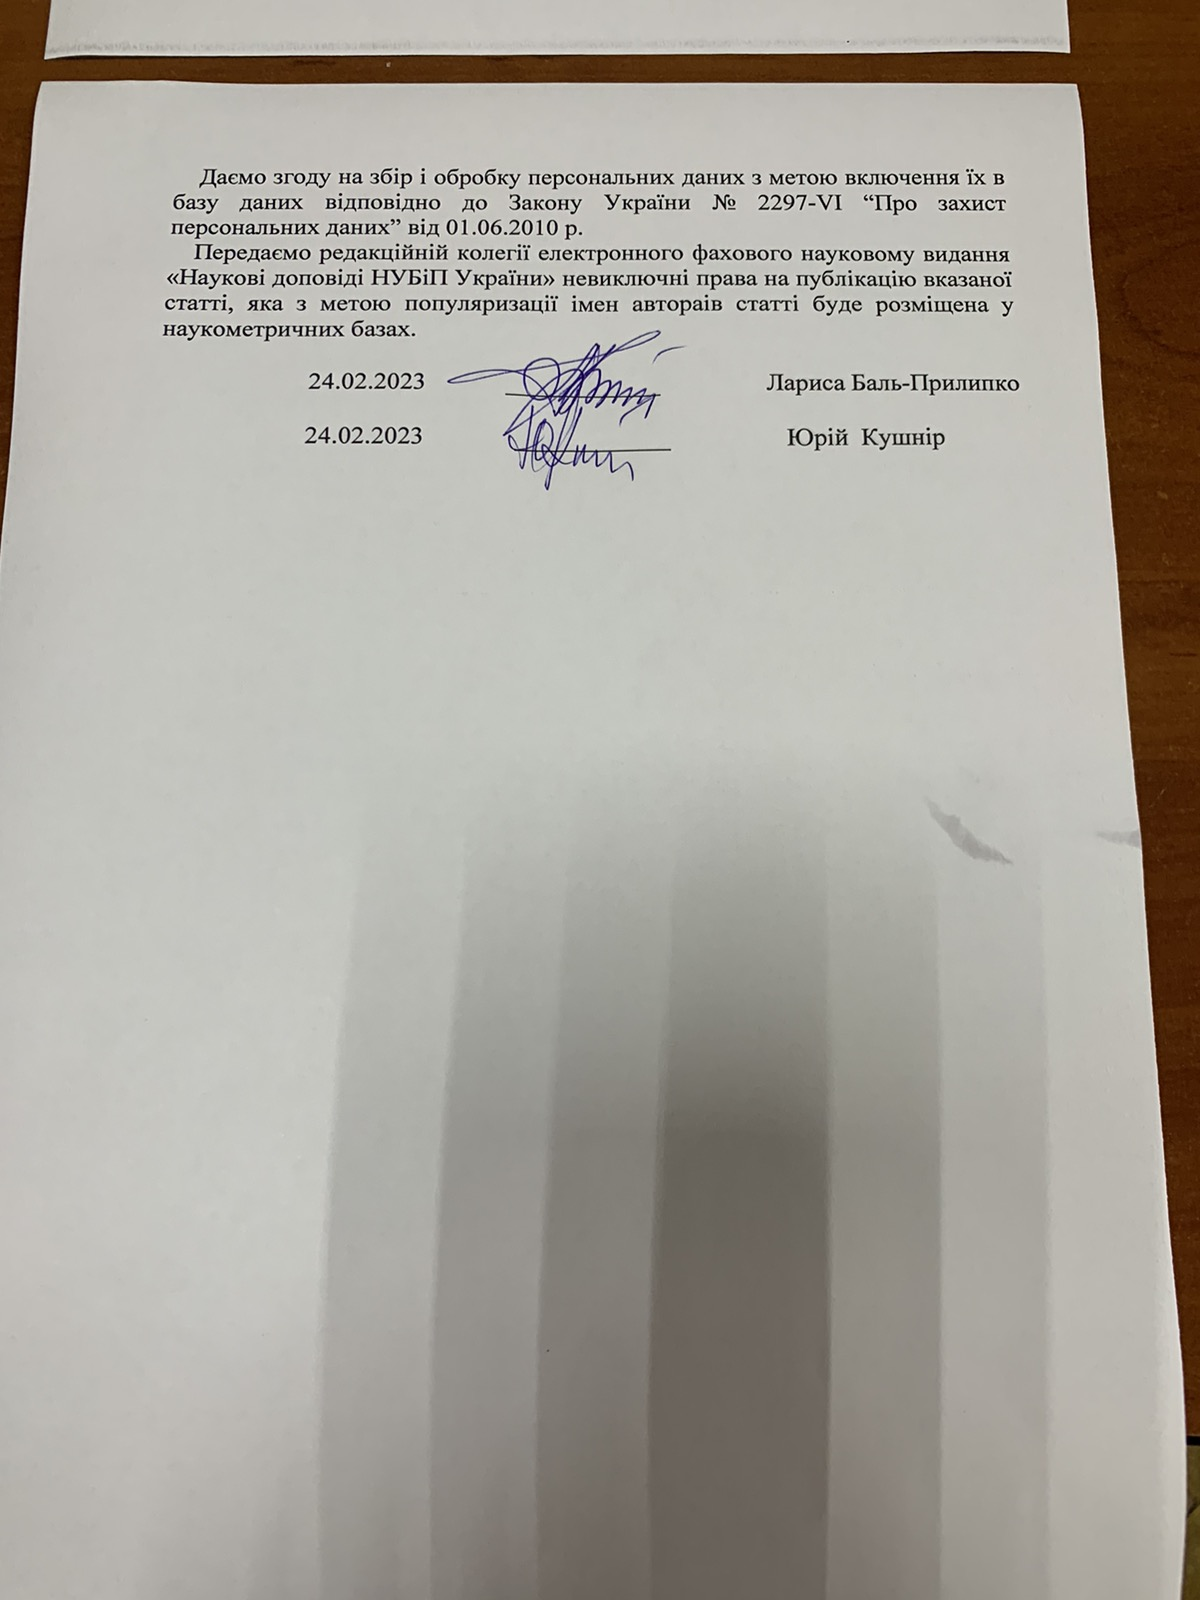 Даємо згоду на збір і обробку персональних даних з метою включення їх в
базу даних відповідно до Закону України № 2297-VI “Про захист
персональних даних” від 01.06.2010 р.
Передаємо редакційній колегії електронного фахового науковому видання
«Наукові доповіді НУБіП України» невиключні права на публікацію вказаної
статті, яка з метою популяризації імен автораів статті буде розміщена у
наукометричних базах.
24.02.2023 Лариса Баль-Прилипко
24.02.2023 Юрій Кушнір